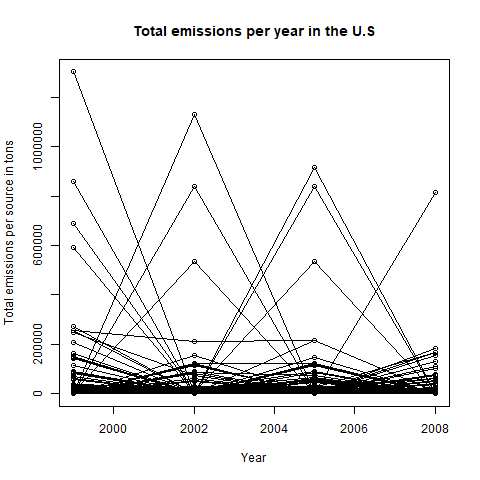 Total emissions per year in the U.S
Total emissions per source in tons
1000000
600000
200000
0
2000 2002 2004 2006 2008
Year